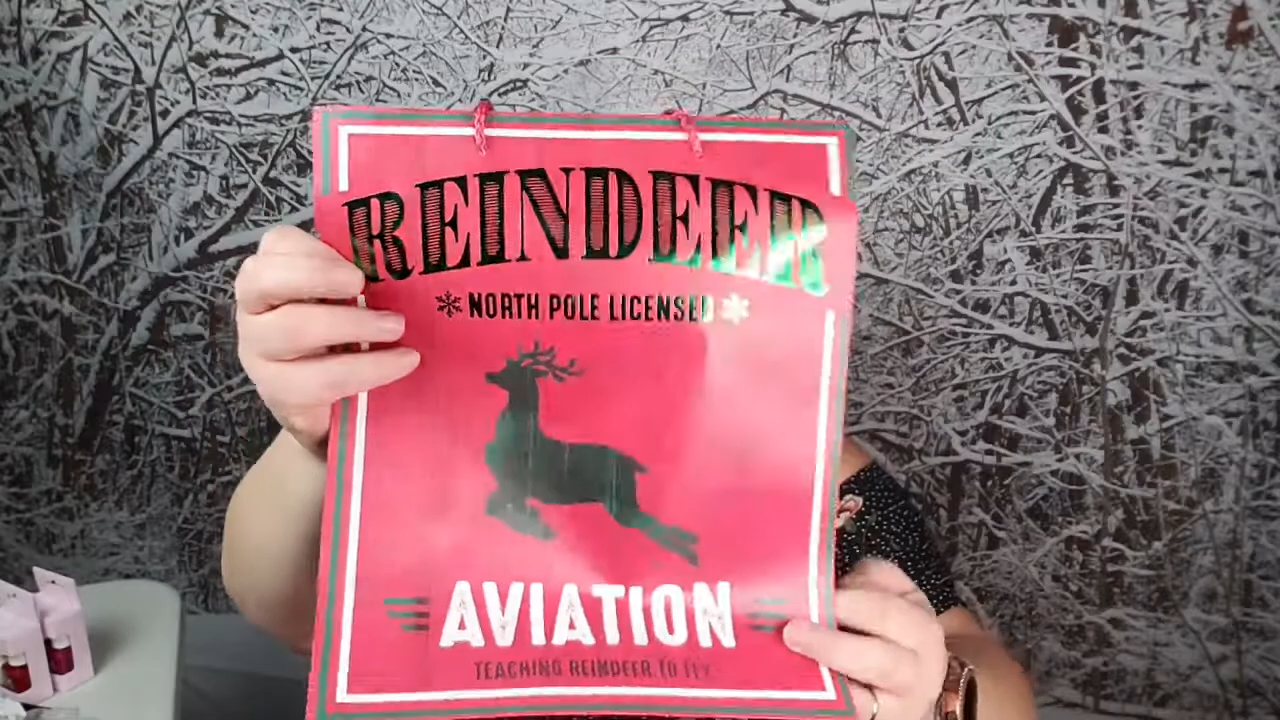 REINDEER
NORTH POLE LICENSED
AVIATION
TEACHING REINDEER TO FLY